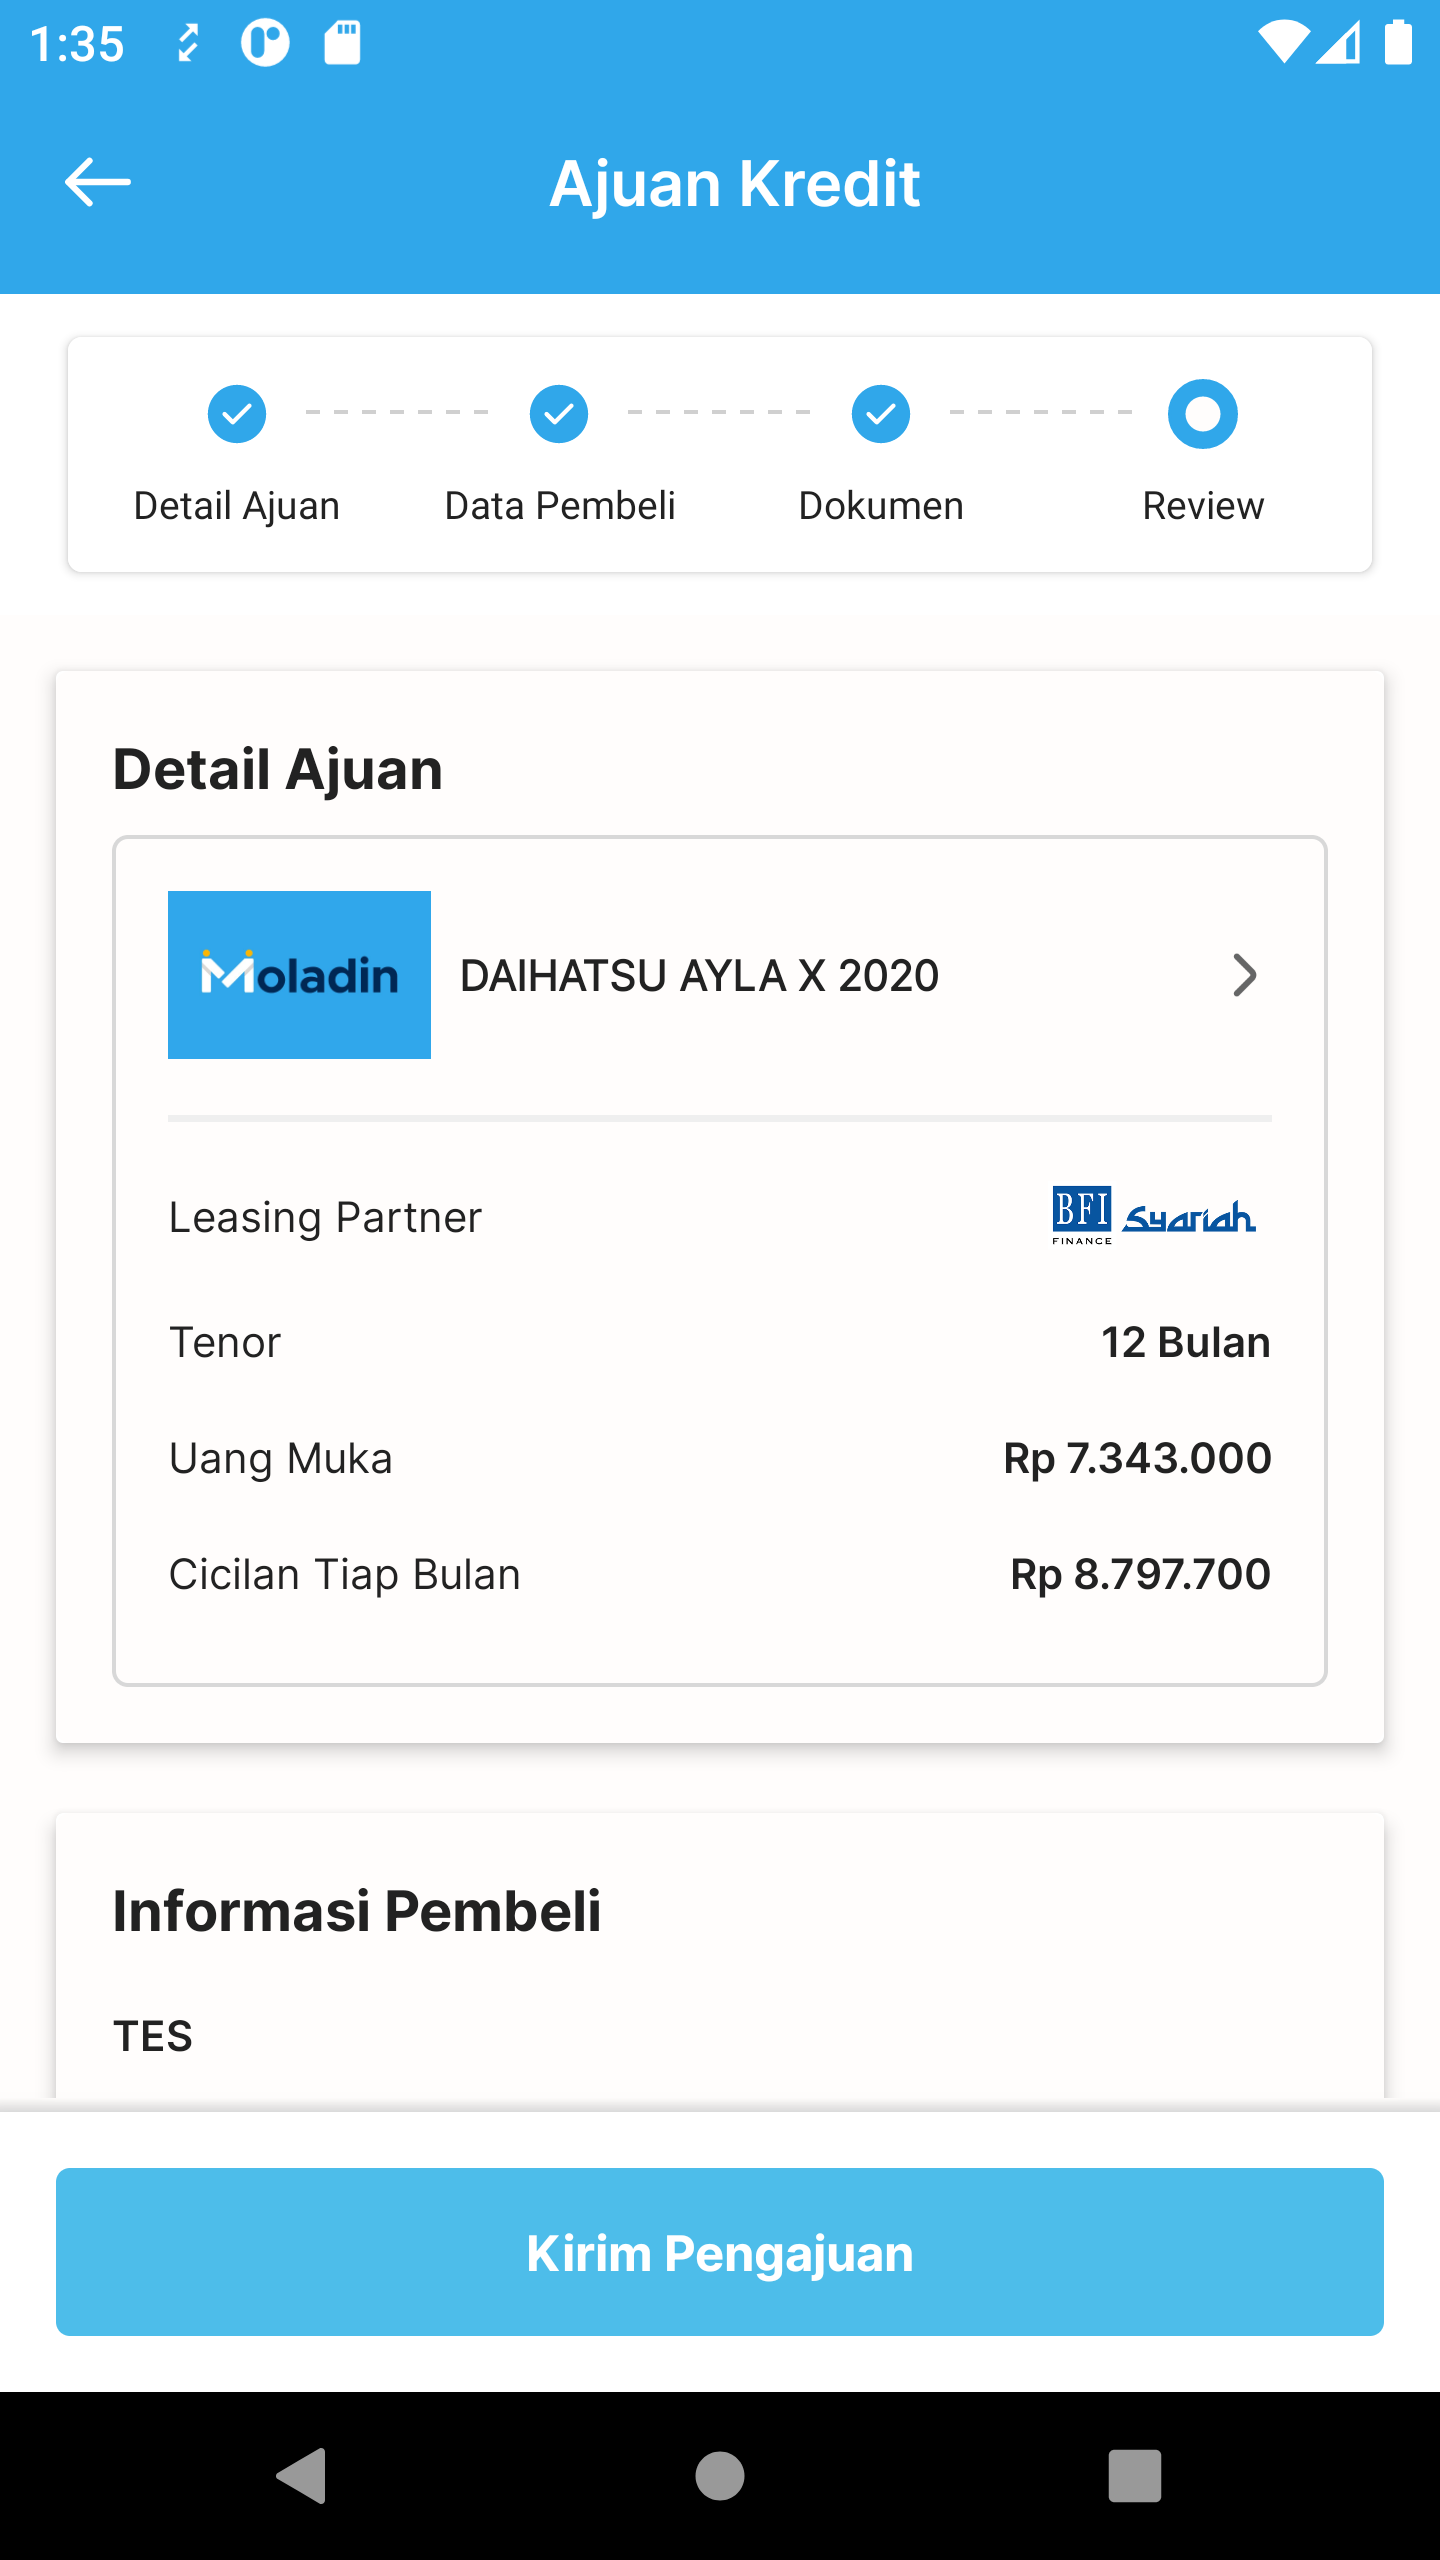 1:35
Ajuan Kredit
Detail Ajuan
Data Pembeli
Dokumen
Review
Detail Ajuan
Moladin
DAIHATSU AYLA X 2020
Leasing Partner
BFI
FINANCE
Syariah
Tenor
12 Bulan
Uang Muka
Rp 7.343.000
Cicilan Tiap Bulan
Rp 8.797.700
Informasi Pembeli
TES
Kirim Pengajuan